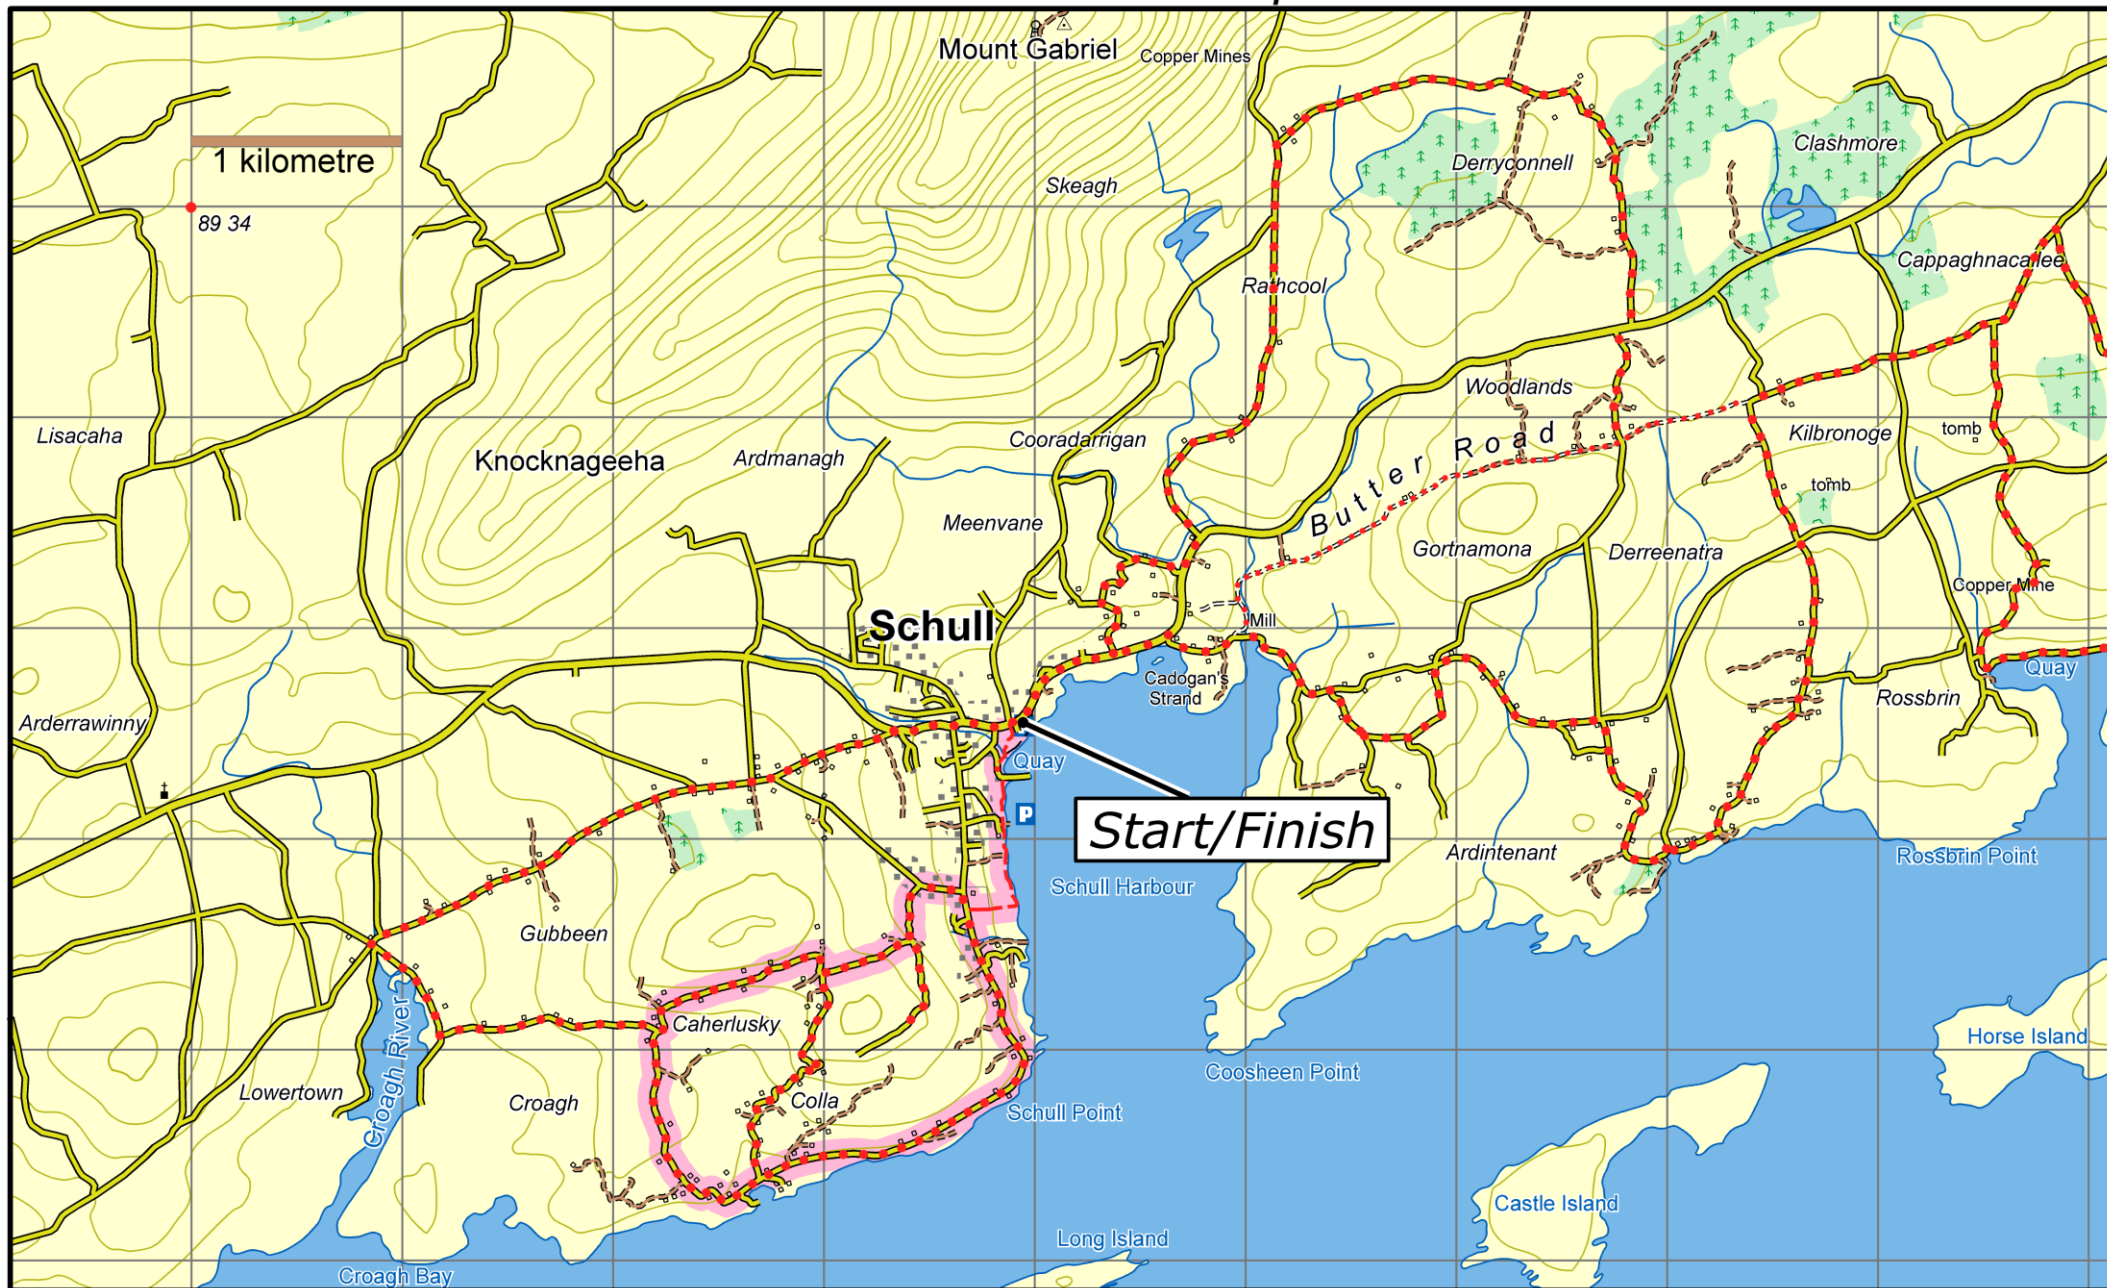 Mount Gabriel
Copper Mines
1 kilometre
89 34
Skeagh
Derryconnell
Clashmore
Rathcool
Cappaghnacallee
Lisacaha
Knocknageeha
Ardmanagh
Cooradarrigan
Woodlands
Butter Road
Kilbronoge
tomb
tomb
Meenvane
Gortnamona
Derreenatra
Copper Mine
Schull
Mill
Cadogan's
Strand
Quay
Rossbrin
Arderrawinny
Quay
P
Start/Finish
Ardintenant
Rossbrin Point
Schull Harbour
Gubbeen
Caherlusky
Croagh River
Horse Island
Lowertown
Croagh
Colla
Schull Point
Coosheen Point
Castle Island
Long Island
Croagh Bay